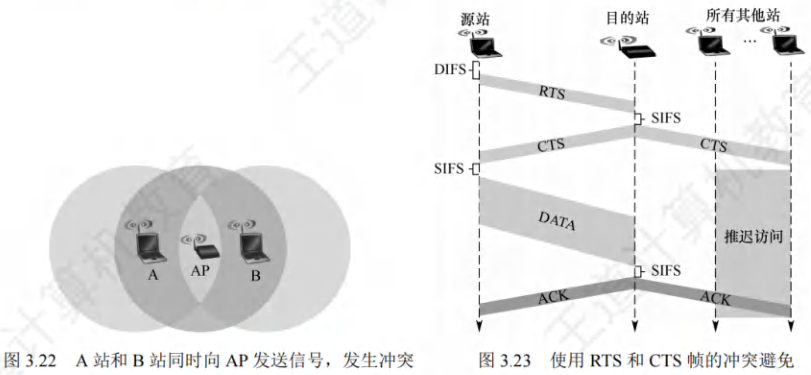 源站
目的站
所有其他站
…
DIFS
RTS
SIFS
CTS
CTS
SIFS
DATA
推迟访问
SIFS
ACK
ACK
A
AP
B
图 3.22 A 站和 B 站同时向 AP 发送信号，发生冲突
图 3.23 使用 RTS 和 CTS 帧的冲突避免